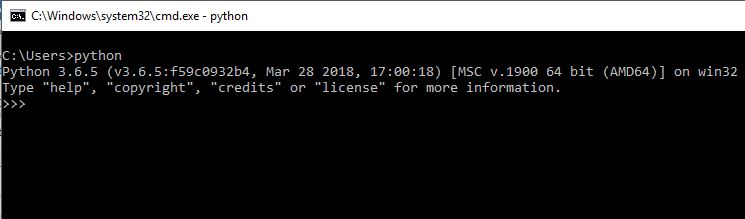 C:\Windows\system32\cmd.exe - python
C:\Users>python
Python 3.6.5 (v3.6.5:f59c0932b4, Mar 28 2018, 17:00:18) [MSC v.1900 64 bit (AMD64)] on win32
Type "help", "copyright", "credits" or "license" for more information.
>>>